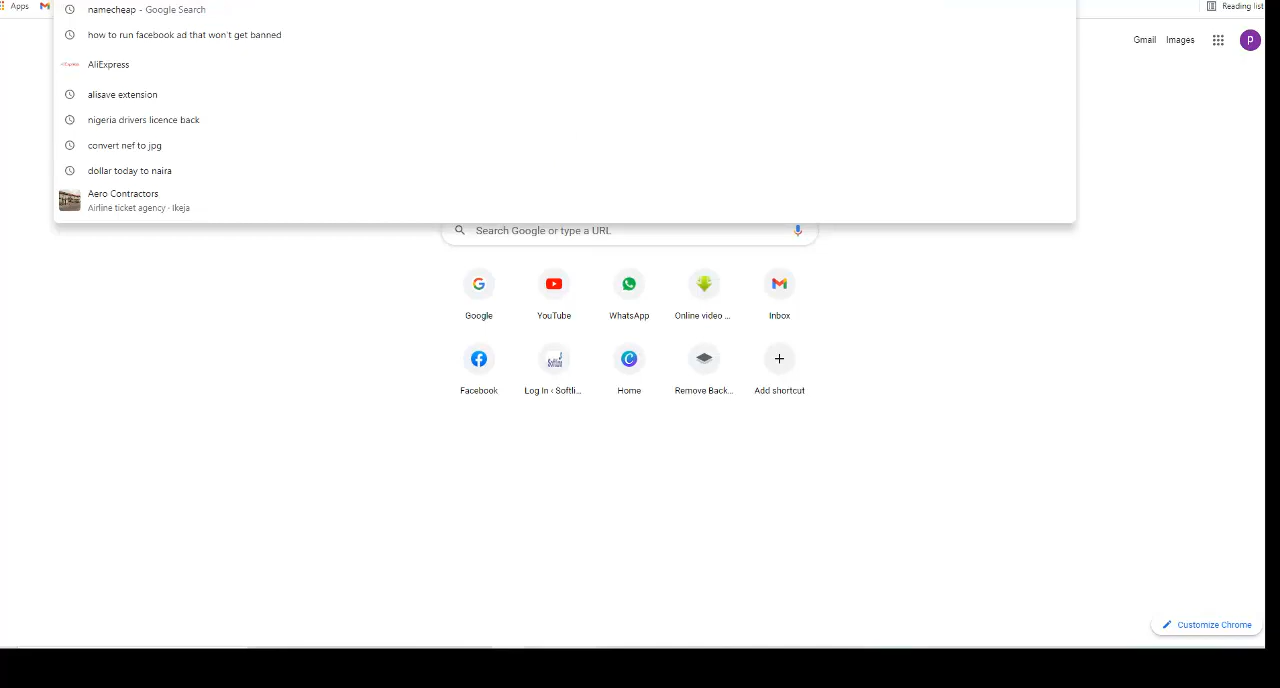 Apps
Reading list
namecheap - Google Search
how to run facebook ad that won't get banned
Gmail Images
P
AliExpress
alisave extension
nigeria drivers licence back
convert nef to jpg
dollar today to naira
Aero Contractors
Airline ticket agency · Ikeja
Search Google or type a URL
Google YouTube WhatsApp Online video ... Inbox
Facebook Log In ‹ Softli... Home Remove Back... Add shortcut
Customize Chrome